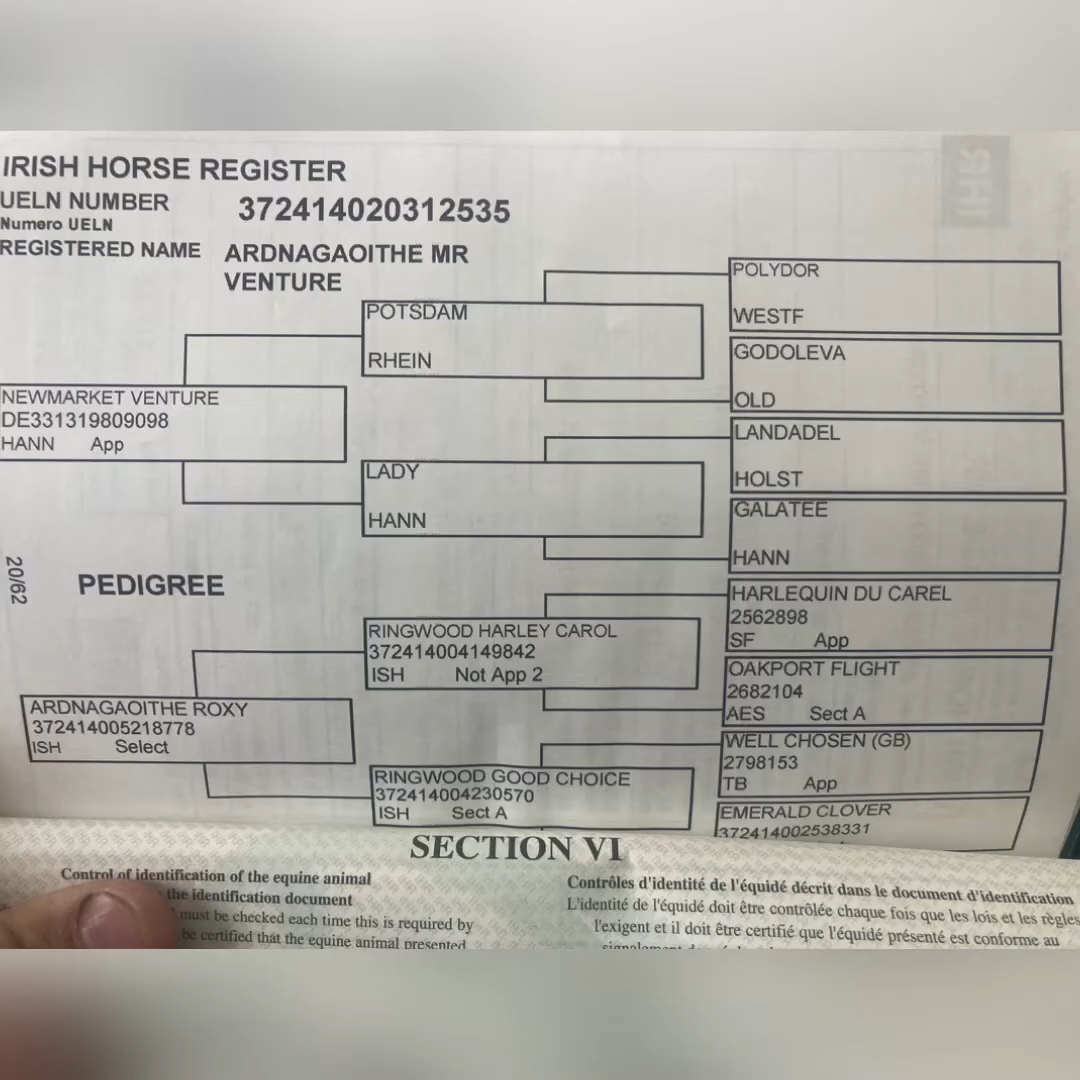 IRISH HORSE REGISTER
UELN NUMBER 372414020312535
Numero UELN
REGISTERED NAME ARDNAGAOITHE MR
VENTURE
POLYDOR
WESTF
POTSDAM
RHEIN
GODOLEVA
OLD
NEWMARKET VENTURE
DE331319809098
HANN App
LANDADEL
HOLST
LADY
HANN
GALATEE
HANN
20/62
PEDIGREE
HARLEQUIN DU CAREL
2562898
SF App
RINGWOOD HARLEY CAROL
372414004149842
ISH Not App 2
OAKPORT FLIGHT
2682104
AES Sect A
ARDNAGAOITHE ROXY
372414005218778
ISH Select
WELL CHOSEN (GB)
2798153
TB App
RINGWOOD GOOD CHOICE
372414004230570
ISH Sect A
EMERALD CLOVER
372414002538331
SECTION VI
Control of identification of the equine animal
the identification document
must be checked each time this is required by
be certified that the equine animal presented
Contrôles d'identité de l'équidé décrit dans le document d'identification
L'identité de l'équidé doit être contrôlée chaque fois que les lois et les règles
l'exigent et il doit être certifié que l'équidé présenté est conforme au